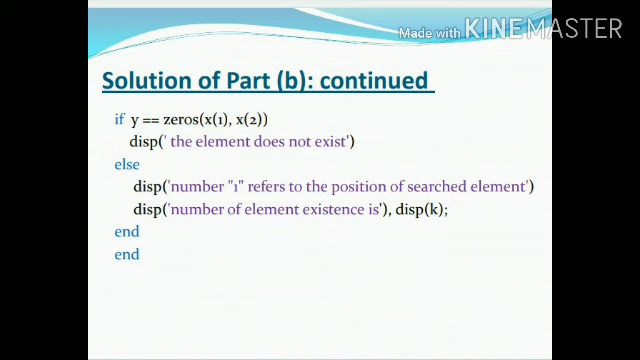 Made with KINEMASTER
Solution of Part (b): continued
if y == zeros(x(1), x(2))
disp(' the element does not exist')
else
disp('number "1" refers to the position of searched element')
disp('number of element existence is'), disp(k);
end
end